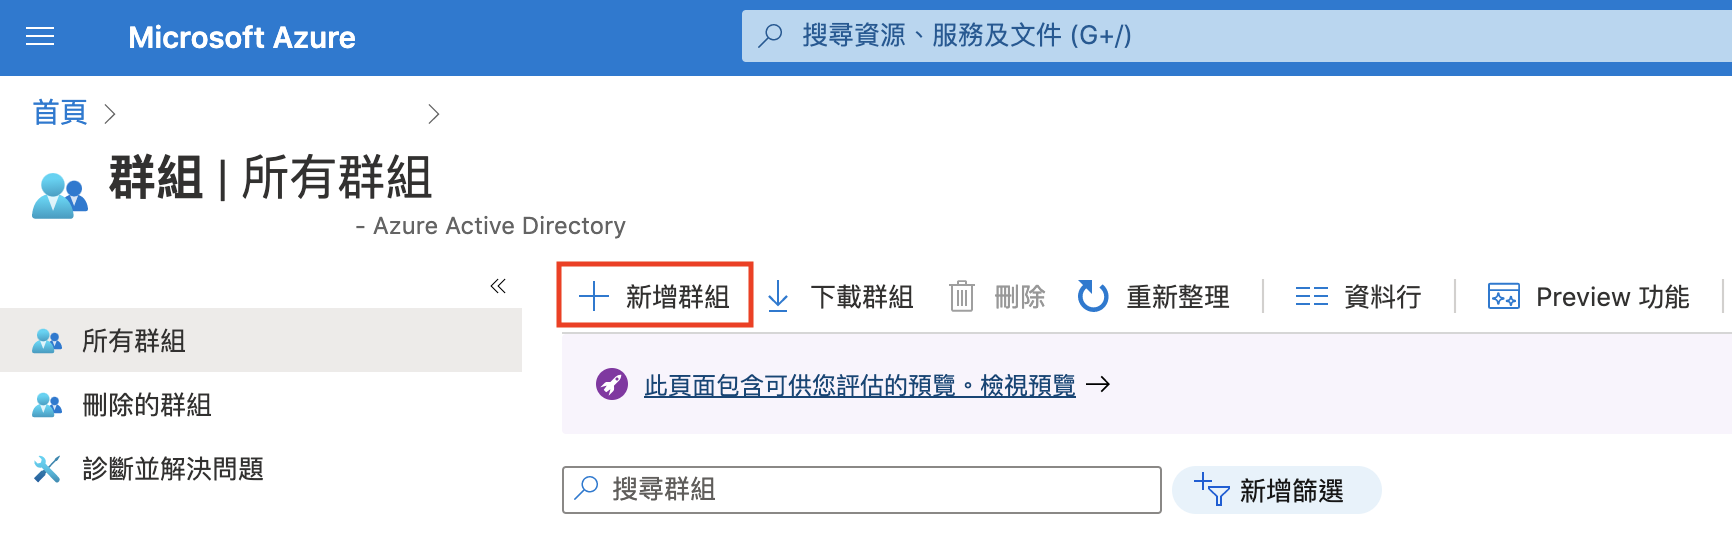 Microsoft Azure
搜尋資源、服務及文件 (G+/)
首頁
群組 | 所有群組
- Azure Active Directory
新增群組 下載群組 刪除 重新整理 資料行 Preview 功能
所有群組
刪除的群組
診斷並解決問題
此頁面包含可供您評估的預覽。檢視預覽 →
搜尋群組
新增篩選